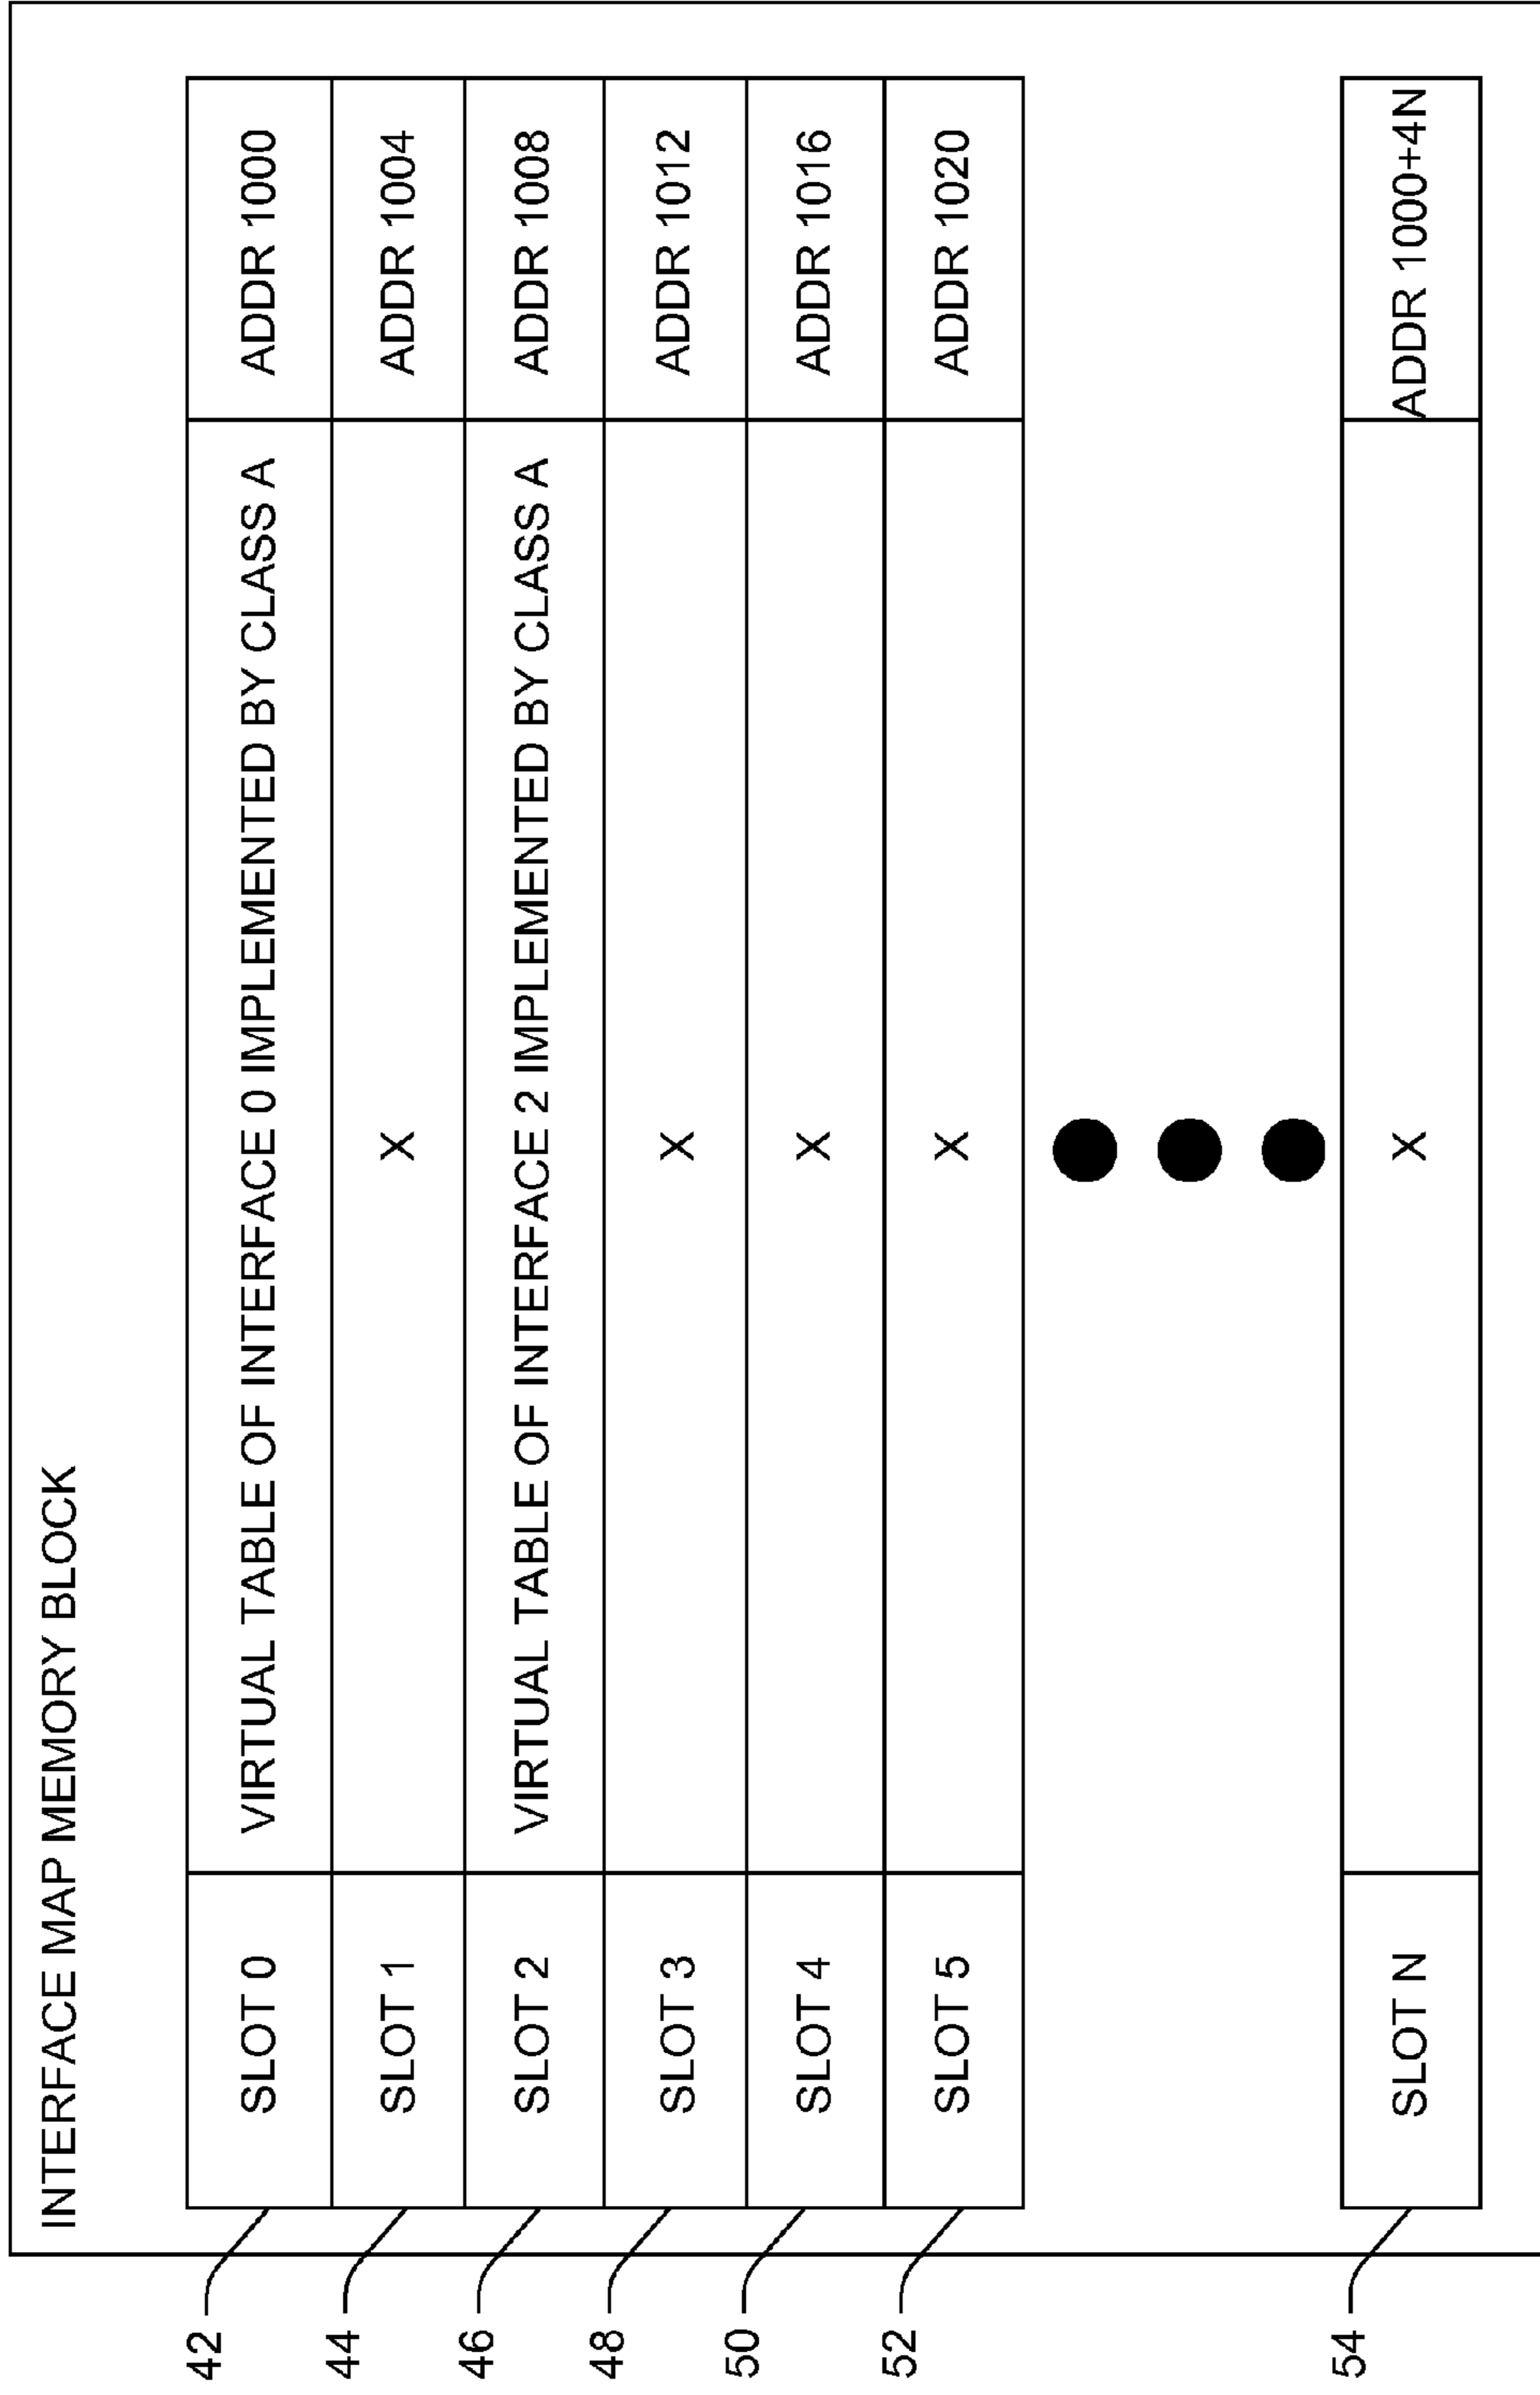 INTERFACE MAP MEMORY BLOCK
42 SLOT 0 VIRTUAL TABLE OF INTERFACE 0 IMPLEMENTED BY CLASS A ADDR 1000
44 SLOT 1 X ADDR 1004
46 SLOT 2 VIRTUAL TABLE OF INTERFACE 2 IMPLEMENTED BY CLASS A ADDR 1008
48 SLOT 3 X ADDR 1012
50 SLOT 4 X ADDR 1016
52 SLOT 5 X ADDR 1020
54 SLOT N X ADDR 1000+4N